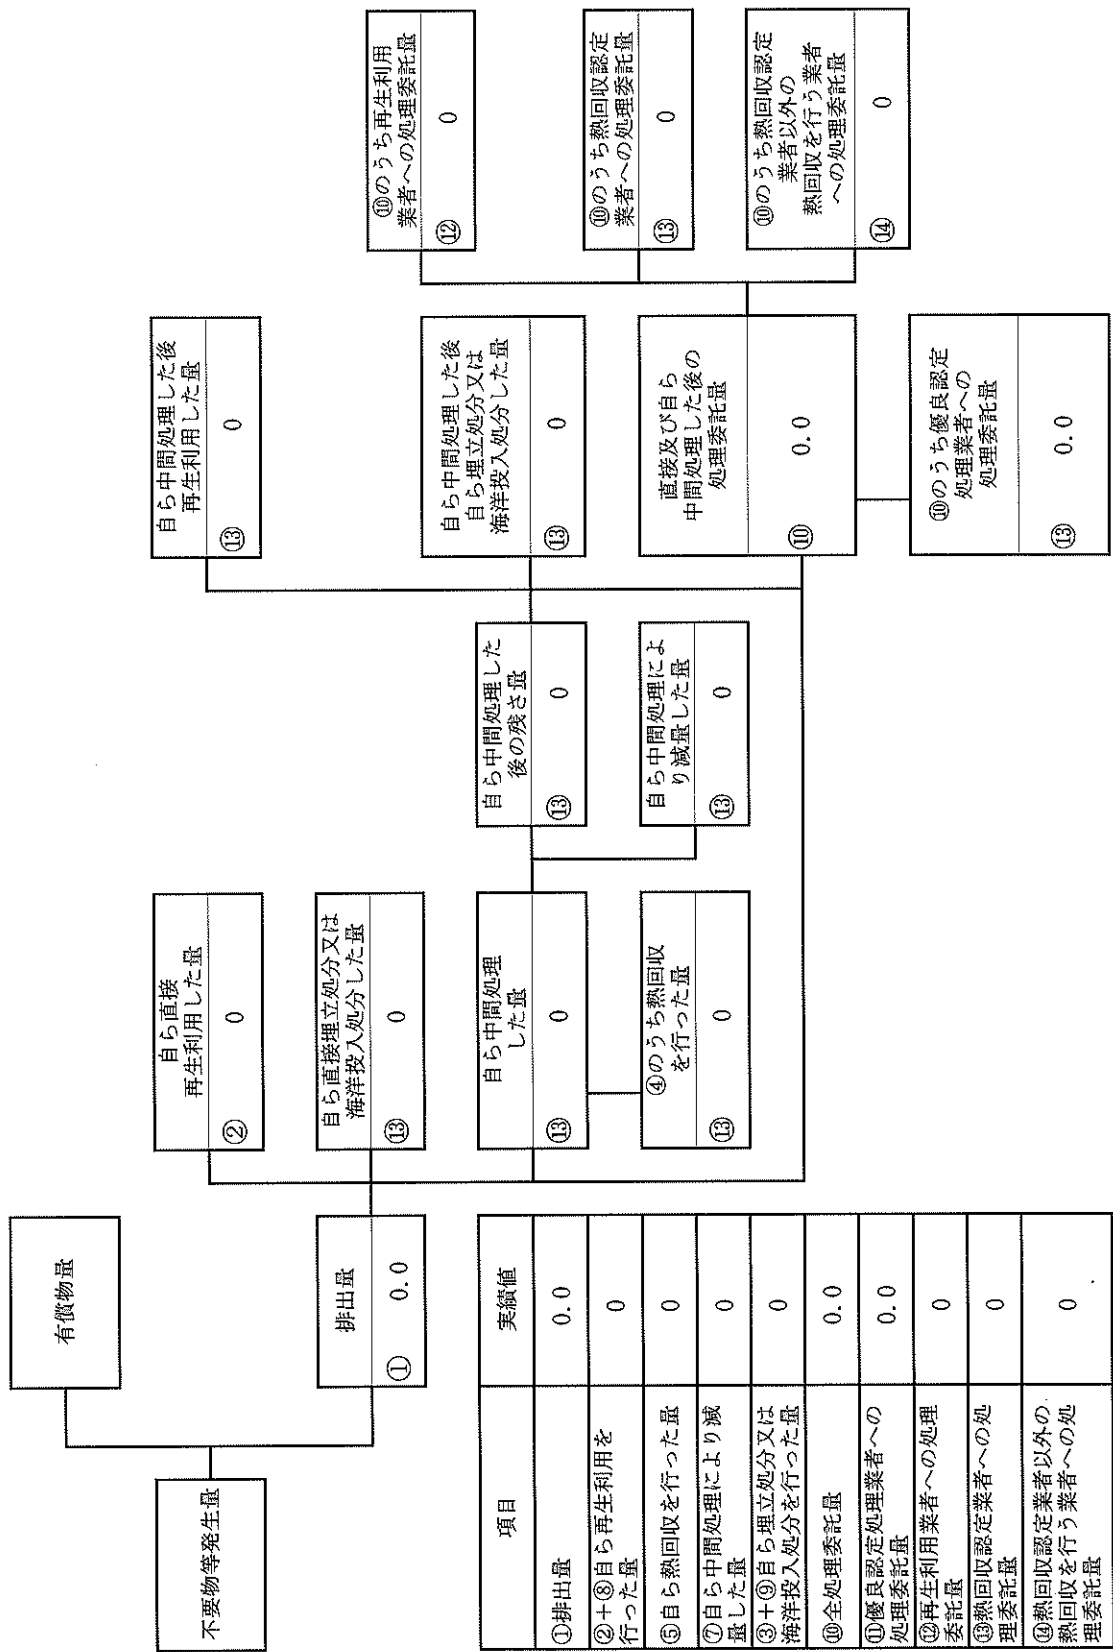 不要物等発生量
有償物量
排出量
① 0.0
自ら直接
再生利用した量
② 0
自ら直接埋立処分又は
海洋投入処分した量
⑬ 0
自ら中間処理
した量
⑬ 0
④のうち熱回収
を行った量
⑬ 0
自ら中間処理した
後の残さ量
⑬ 0
自ら中間処理によ
り減量した量
⑬ 0
自ら中間処理した後
再生利用した量
⑬ 0
自ら中間処理した後
自ら埋立処分又は
海洋投入処分した量
⑬ 0
直接及び自ら
中間処理した後の
処理委託量
⑩ 0.0
⑩のうち優良認定
処理業者への
処理委託量
⑬ 0.0
⑩のうち再生利用
業者への処理委託量
⑫ 0
⑩のうち熱回収認定
業者への処理委託量
⑬ 0
⑩のうち熱回収認定
業者以外の
熱回収を行う業者
への処理委託量
⑭ 0
項目 実績値
①排出量 0.0
②+⑧自ら再生利用を
行った量 0
⑤自ら熱回収を行った量 0
⑦自ら中間処理により減
量した量 0
③+⑨自ら埋立処分又は
海洋投入処分を行った量 0
⑩全処理委託量 0.0
⑪優良認定処理業者への
処理委託量 0.0
⑫再生利用業者への処理
委託量 0
⑬熱回収認定業者への処
理委託量 0
⑭熱回収認定業者以外の
熱回収を行う業者への処
理委託量 0